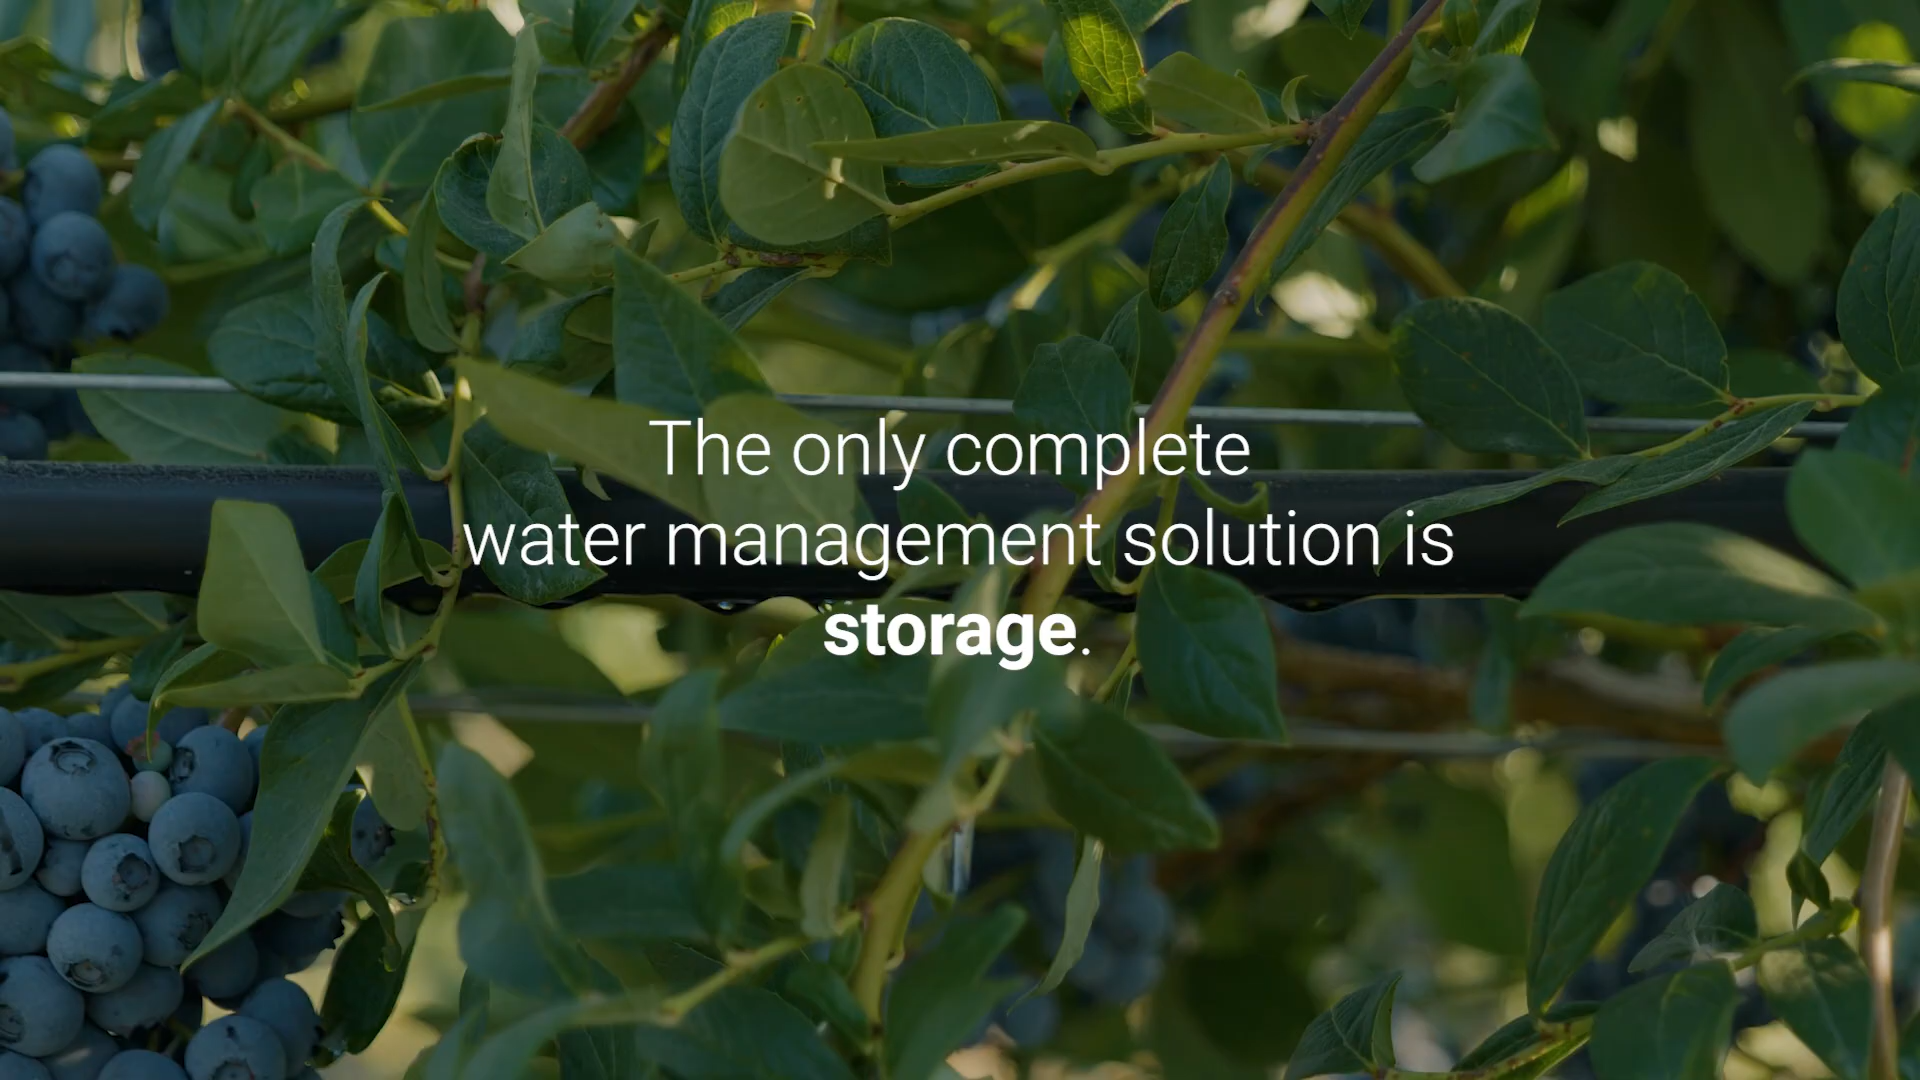 The only complete
water management solution is
storage.